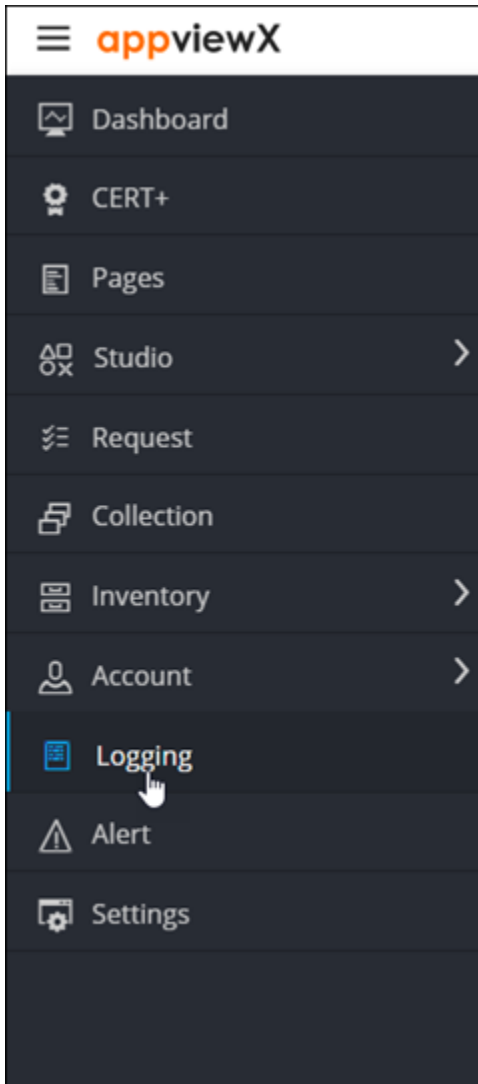 appviewX
Dashboard
CERT+
Pages
Studio
Request
Collection
Inventory
Account
Logging
Alert
Settings